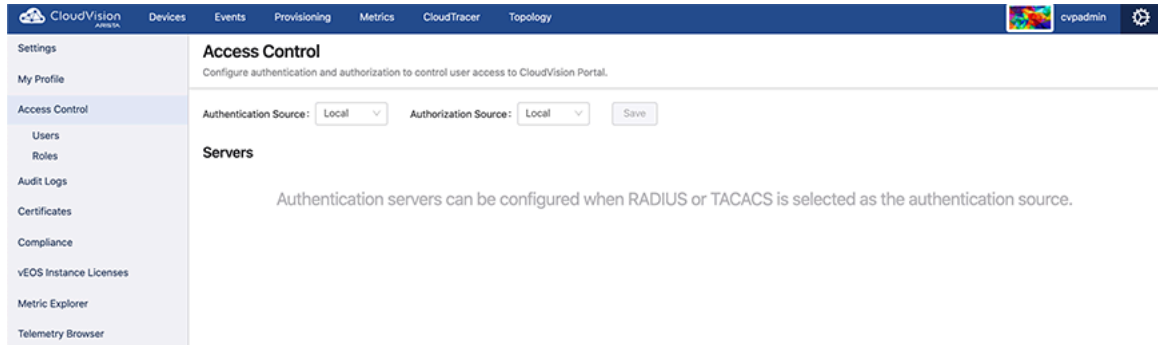 CloudVision Devices Events Provisioning Metrics CloudTracer Topology cvpadmin
ARISTA
Settings
My Profile
Access Control
Users
Roles
Audit Logs
Certificates
Compliance
vEOS Instance Licenses
Metric Explorer
Telemetry Browser
Access Control
Configure authentication and authorization to control user access to CloudVision Portal.
Authentication Source: Local Authorization Source: Local Save
Servers
Authentication servers can be configured when RADIUS or TACACS is selected as the authentication source.